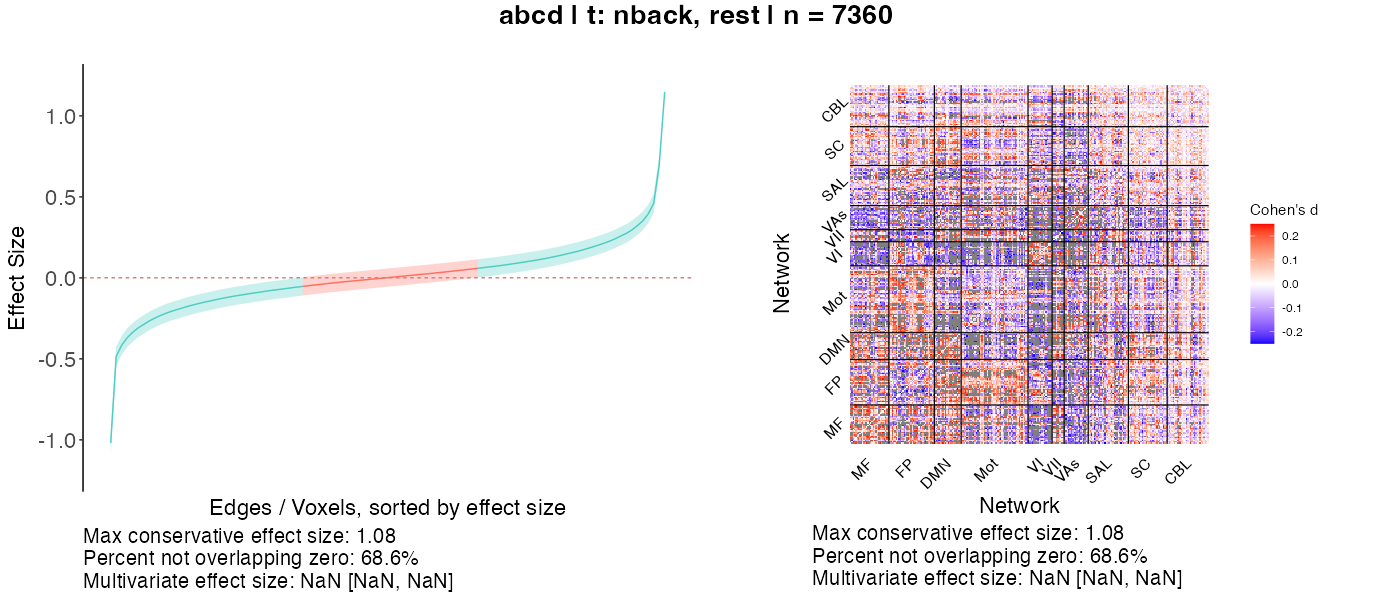 abcd | t: nback, rest | n = 7360
Effect Size
1.0
0.5
0.0
-0.5
-1.0
Edges / Voxels, sorted by effect size
Max conservative effect size: 1.08
Percent not overlapping zero: 68.6%
Multivariate effect size: NaN [NaN, NaN]
Network
CBL
SC
SAL
VAs
VII
VI
Mot
DMN
FP
MF
MF
FP
DMN
Mot
VI
VII
VAs
SAL
SC
CBL
Network
Cohen's d
0.2
0.1
0.0
-0.1
-0.2
Max conservative effect size: 1.08
Percent not overlapping zero: 68.6%
Multivariate effect size: NaN [NaN, NaN]